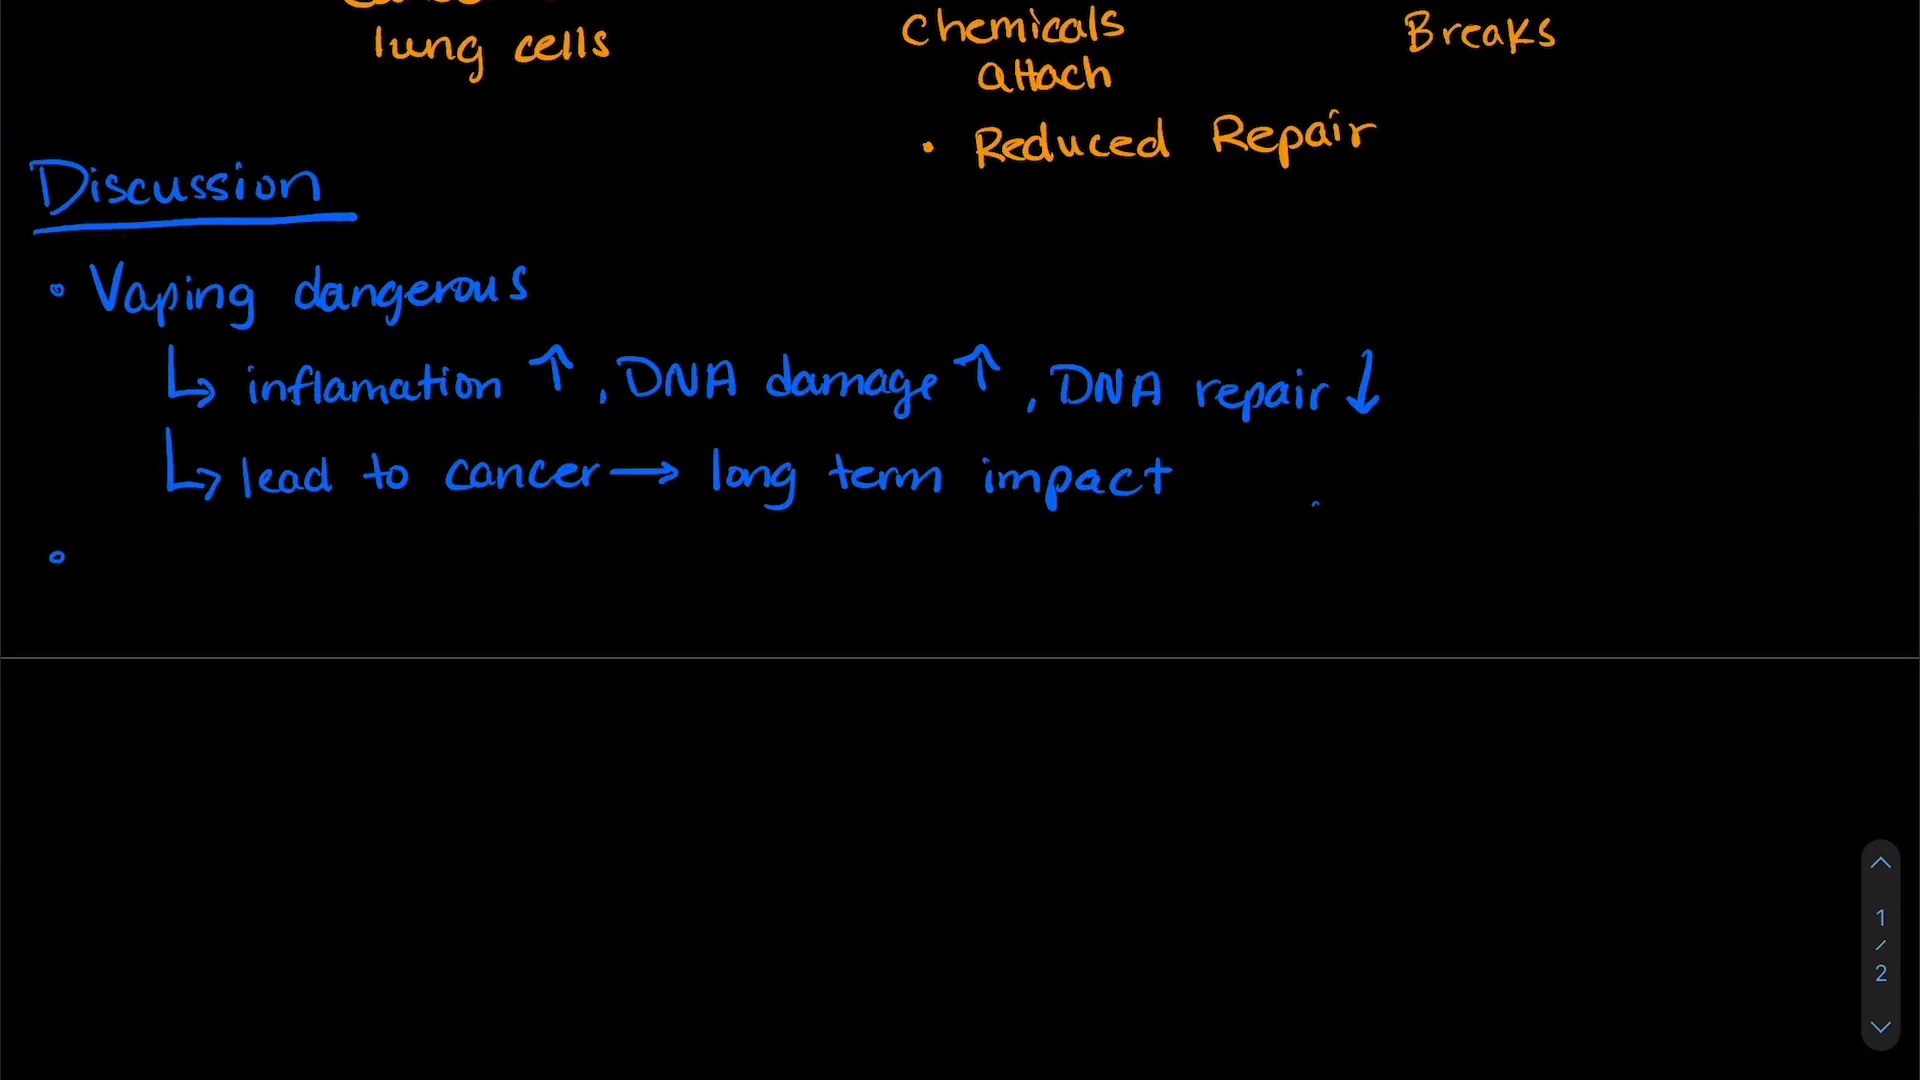 lung cells
Chemicals
attach
Breaks
• Reduced Repair
Discussion
• Vaping dangerous
↳ inflamation ↑, DNA damage ↑, DNA repair ↓
↳ lead to cancer → long term impact
•
1
/
2